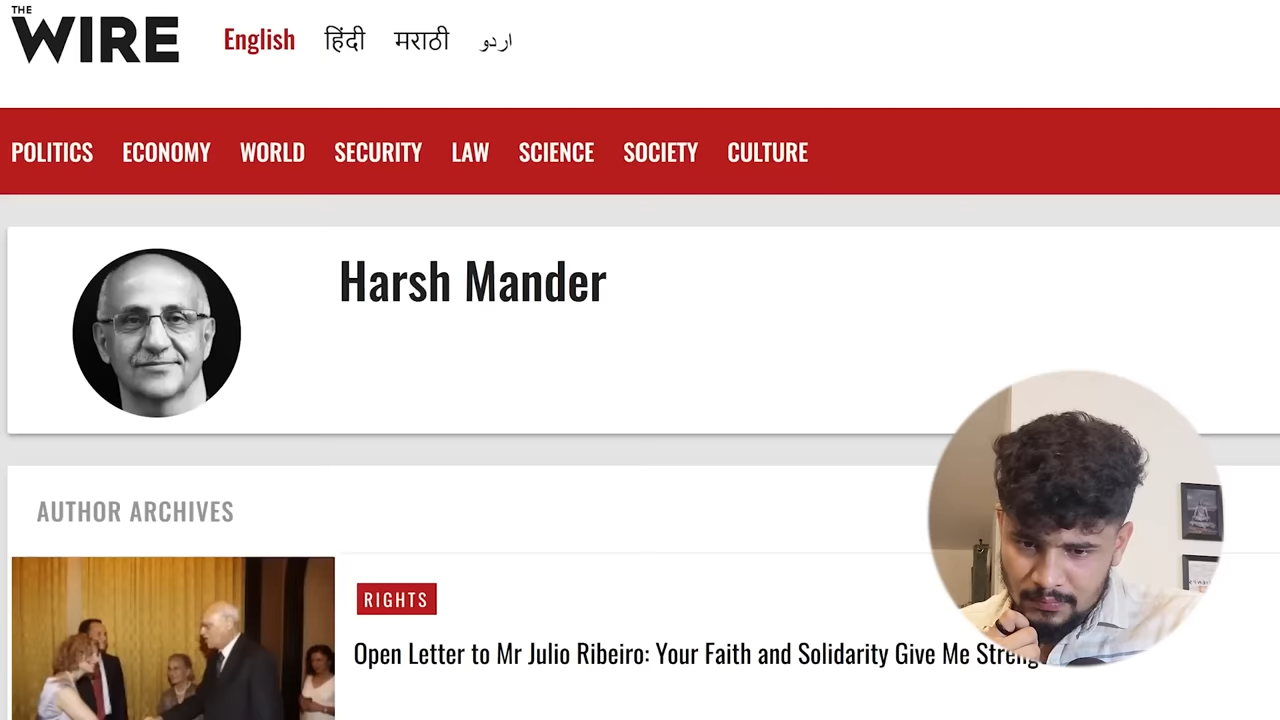 THE
WIRE
English हिंदी मराठी اردو
POLITICS ECONOMY WORLD SECURITY LAW SCIENCE SOCIETY CULTURE
Harsh Mander
AUTHOR ARCHIVES
RIGHTS
Open Letter to Mr Julio Ribeiro: Your Faith and Solidarity Give Me